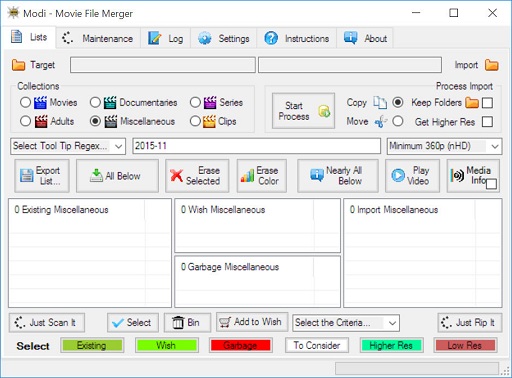 Modi - Movie File Merger
Lists Maintenance Log Settings Instructions About
Target Import
Collections Process Import
Movies Documentaries Series Start Process Copy Keep Folders
Adults Miscellaneous Clips Move Get Higher Res
Select Tool Tip Regex... 2015-11 Minimum 360p (nHD)
Export List... All Below Erase Selected Erase Color Nearly All Below Play Video Media Info
0 Existing Miscellaneous 0 Wish Miscellaneous 0 Import Miscellaneous
0 Garbage Miscellaneous
Just Scan It Select Bin Add to Wish Select the Criteria... Just Rip It
Select Existing Wish Garbage To Consider Higher Res Low Res